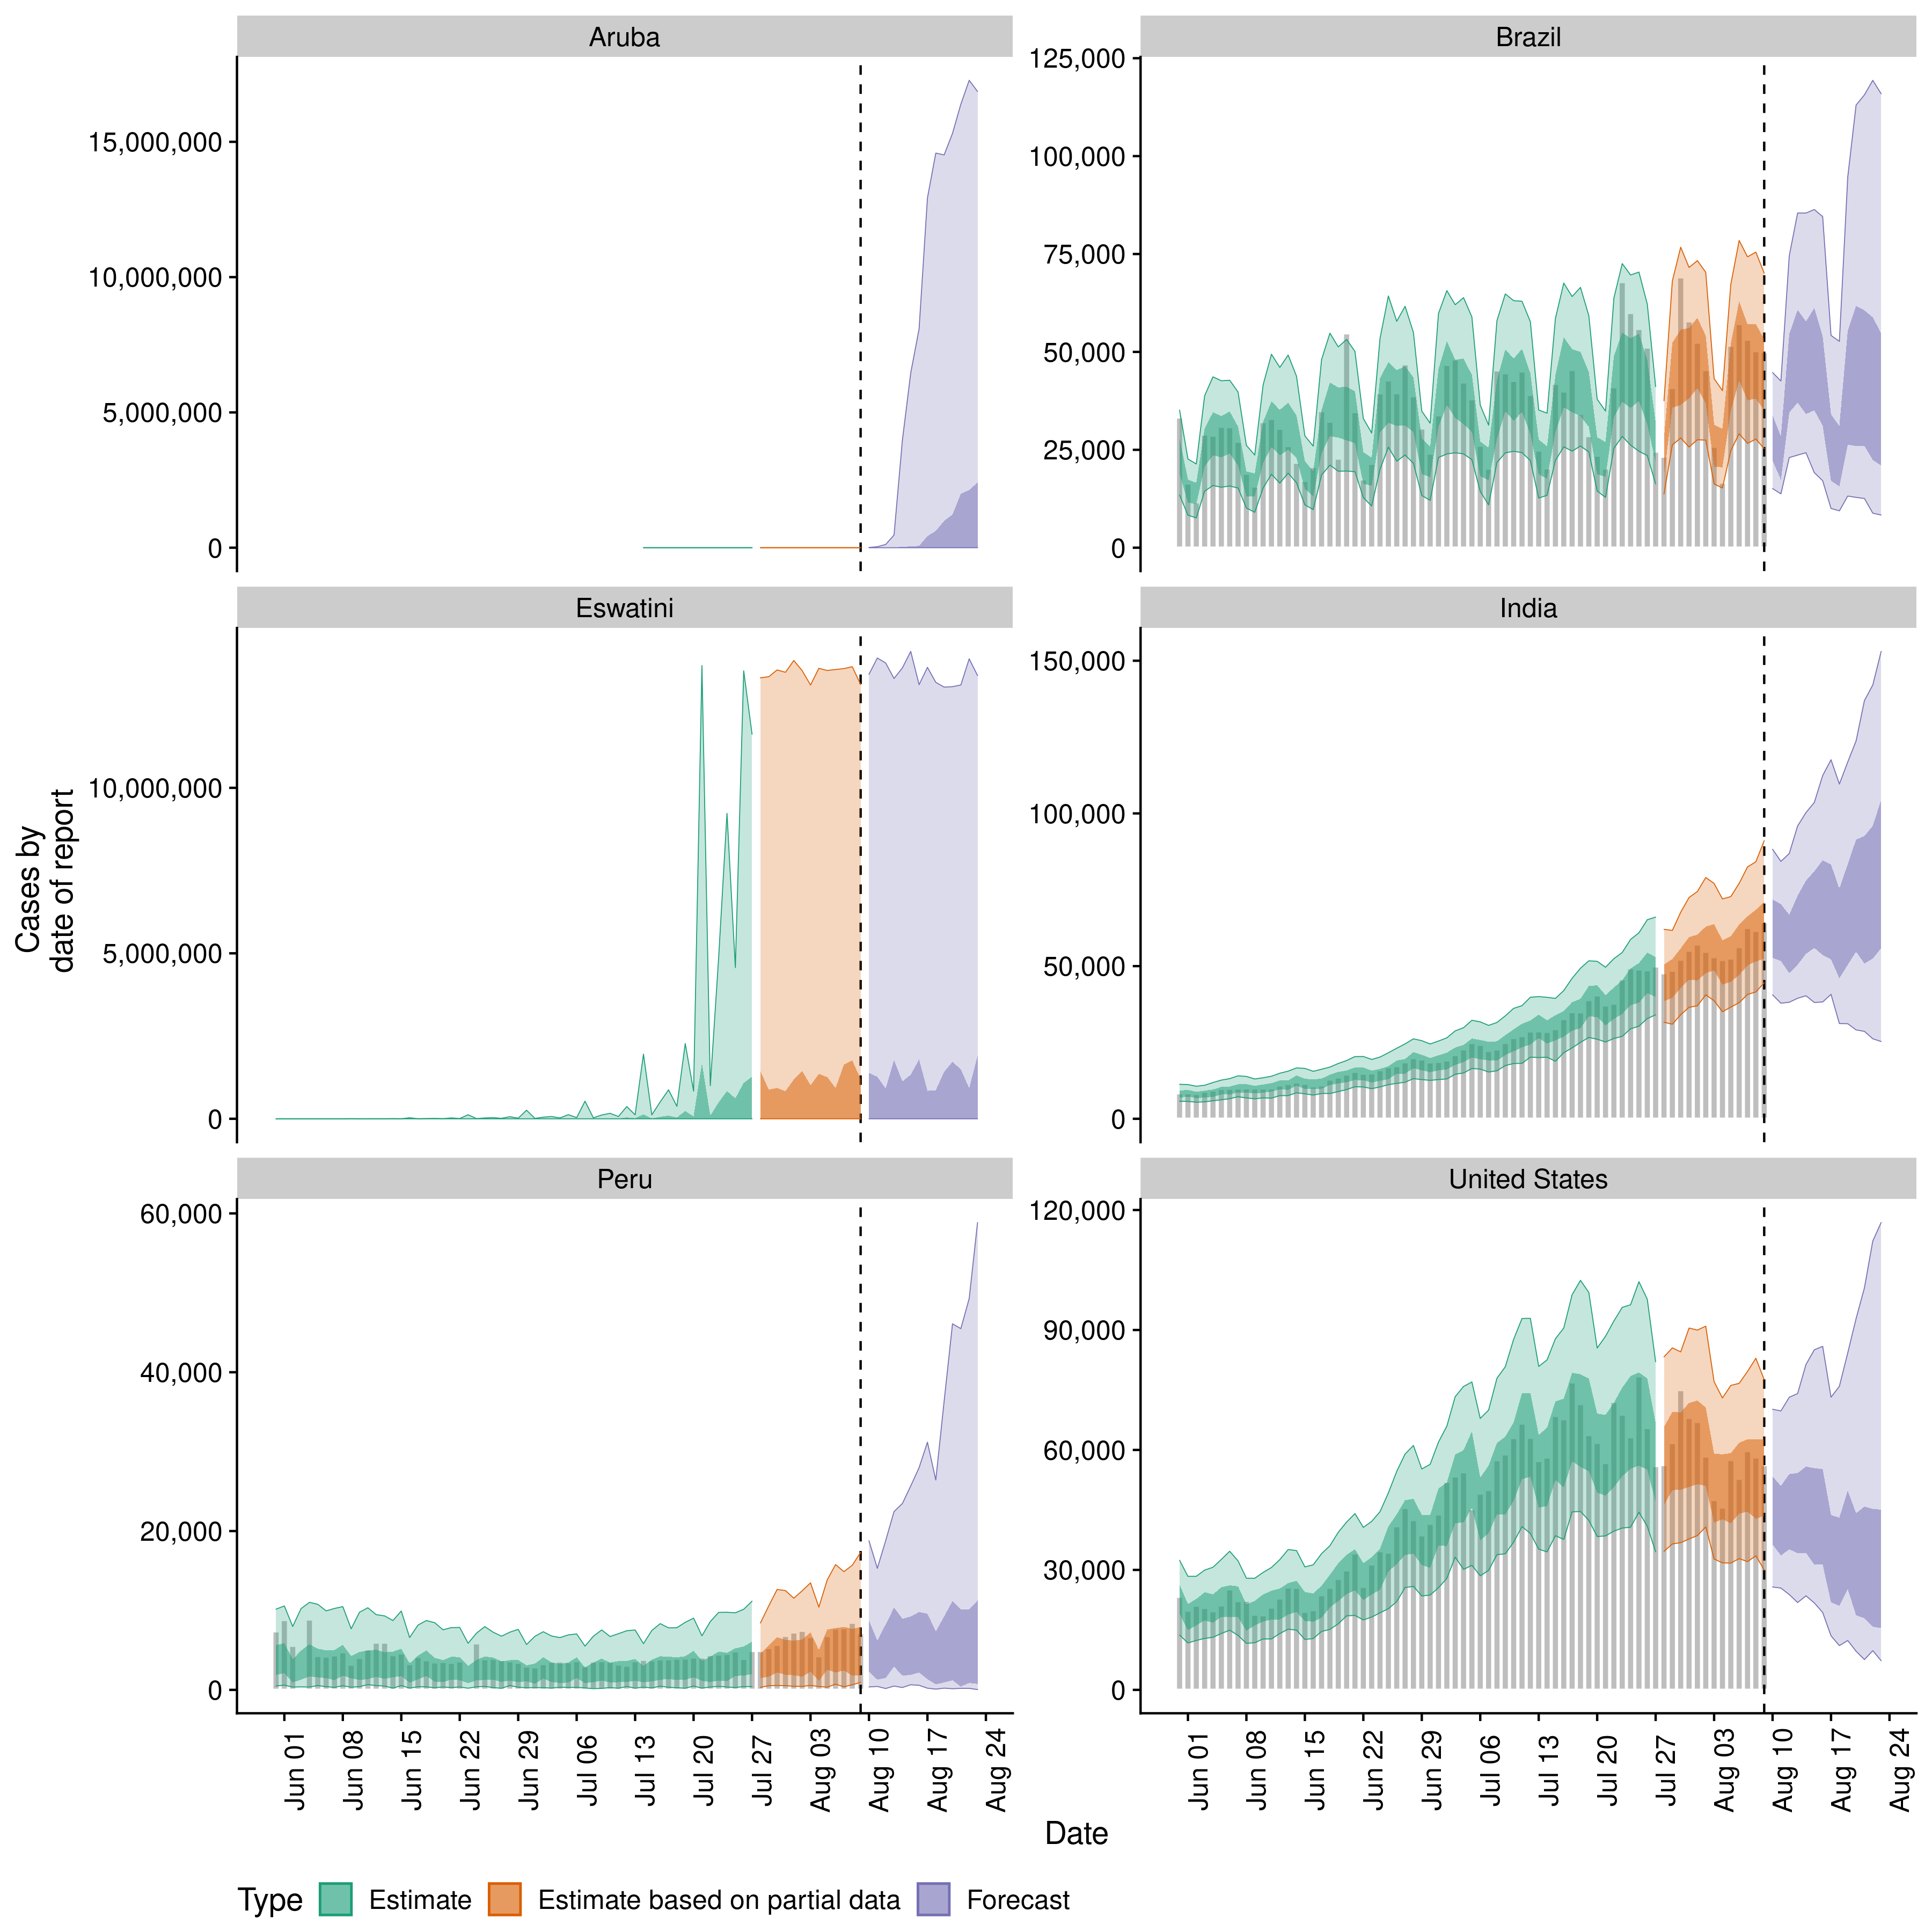 Aruba
Brazil
15,000,000
10,000,000
5,000,000
0
125,000
100,000
75,000
50,000
25,000
0
Eswatini
India
10,000,000
5,000,000
0
150,000
100,000
50,000
0
Cases by
date of report
Peru
United States
60,000
40,000
20,000
0
120,000
90,000
60,000
30,000
0
Jun 01
Jun 08
Jun 15
Jun 22
Jun 29
Jul 06
Jul 13
Jul 20
Jul 27
Aug 03
Aug 10
Aug 17
Aug 24
Jun 01
Jun 08
Jun 15
Jun 22
Jun 29
Jul 06
Jul 13
Jul 20
Jul 27
Aug 03
Aug 10
Aug 17
Aug 24
Date
Type Estimate Estimate based on partial data Forecast